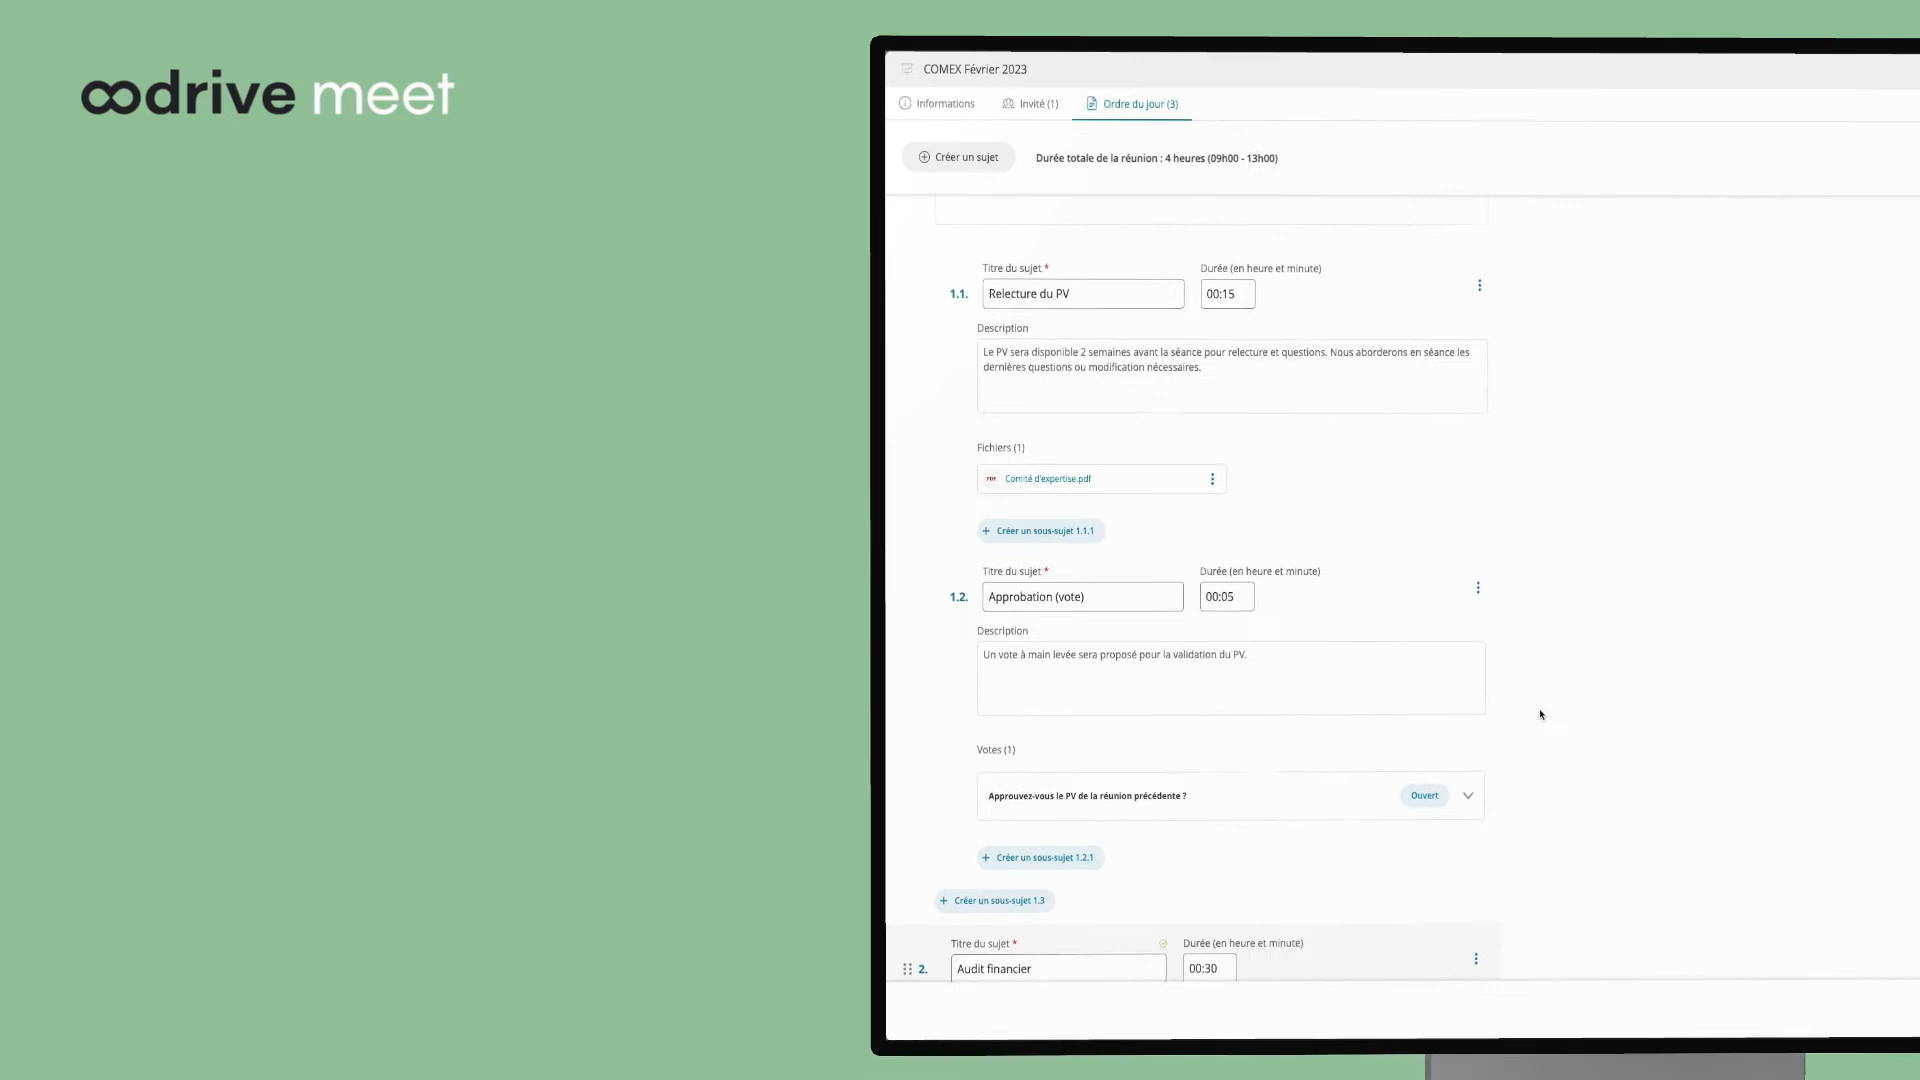 oodrive meet
COMEX Février 2023
Informations
Invité (1)
Ordre du jour (3)
Créer un sujet
Durée totale de la réunion : 4 heures (09h00 - 13h00)
Titre du sujet *
Durée (en heure et minute)
1.1.
Relecture du PV
00:15
Description
Le PV sera disponible 2 semaines avant la séance pour relecture et questions. Nous aborderons en séance les
dernières questions ou modification nécessaires.
Fichiers (1)
PDF
Comité d'expertise.pdf
+ Créer un sous-sujet 1.1.1
Titre du sujet *
Durée (en heure et minute)
1.2.
Approbation (vote)
00:05
Description
Un vote à main levée sera proposé pour la validation du PV.
Votes (1)
Approuvez-vous le PV de la réunion précédente ?
Ouvert
+ Créer un sous-sujet 1.2.1
+ Créer un sous-sujet 1.3
Titre du sujet *
Durée (en heure et minute)
2.
Audit financier
00:30